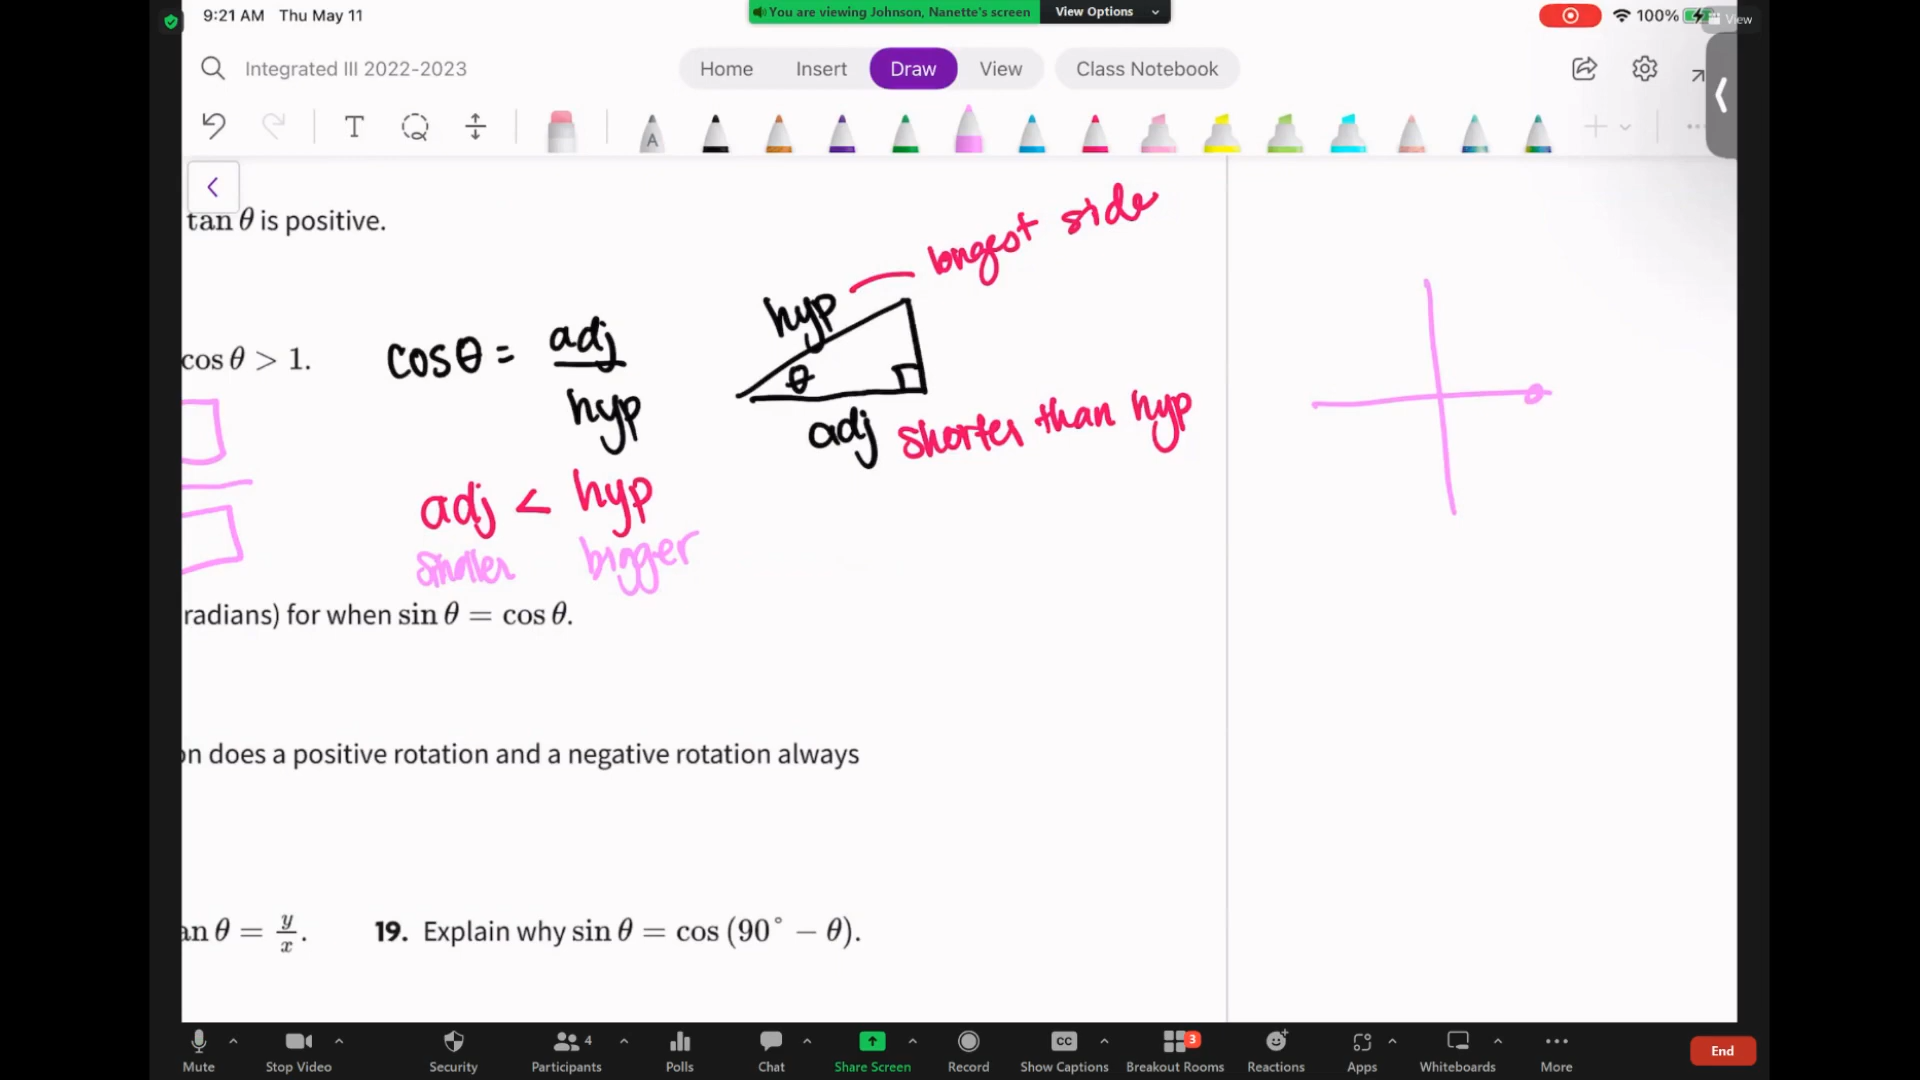 9:21 AM Thu May 11
You are viewing Johnson, Nanette's screen View Options
100%
View
Integrated III 2022-2023
Home Insert Draw View Class Notebook
T
A
tan θ is positive.
longest side
hyp
cos θ > 1.
cos θ = adj / hyp
θ
adj shorter than hyp
adj < hyp
smaller bigger
radians) for when sin θ = cos θ.
on does a positive rotation and a negative rotation always
an θ = y/x.
19. Explain why sin θ = cos (90° − θ).
4
CC
3
Mute Stop Video Security Participants Polls Chat Share Screen Record Show Captions Breakout Rooms Reactions Apps Whiteboards More
End